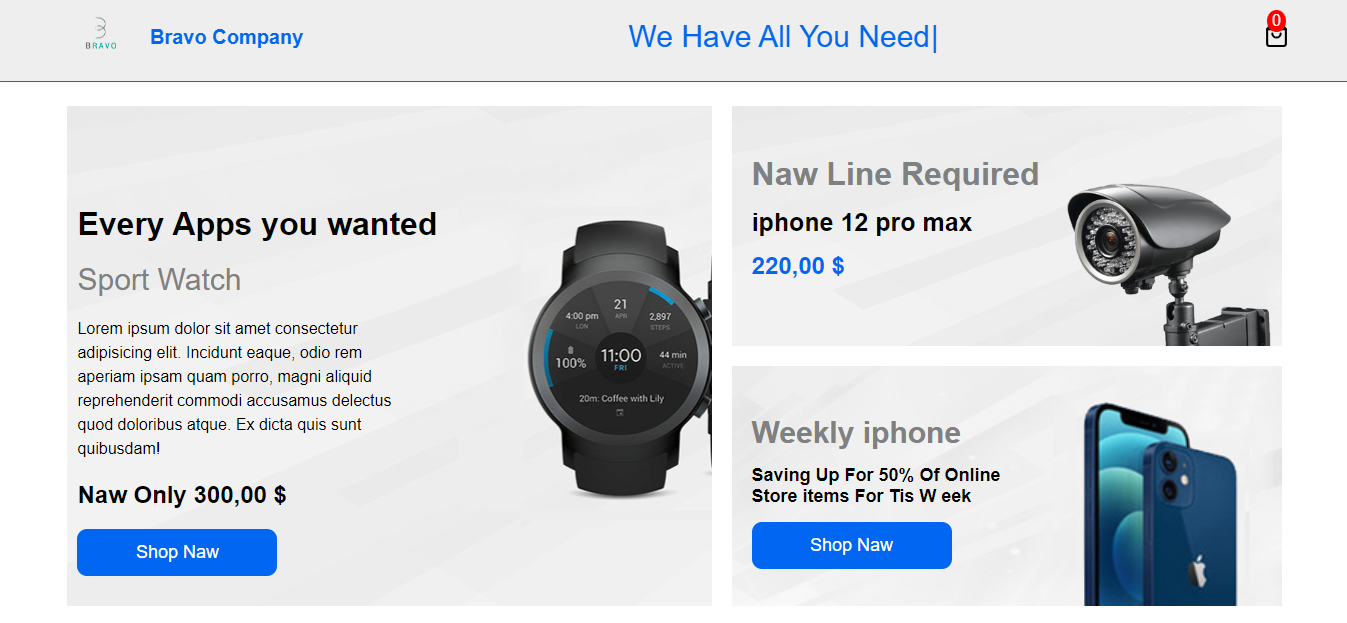 BRAVO
Bravo Company
We Have All You Need|
0
Every Apps you wanted
Sport Watch
Lorem ipsum dolor sit amet consectetur
adipisicing elit. Incidunt eaque, odio rem
aperiam ipsam quam porro, magni aliquid
reprehenderit commodi accusamus delectus
quod doloribus atque. Ex dicta quis sunt
quibusdam!
Naw Only 300,00 $
Shop Naw
21
APR
4:00 pm
LON
2,897
STEPS
100%
11:00
FRI
44 min
ACTIVE
20m: Coffee with Lily
Naw Line Required
iphone 12 pro max
220,00 $
Weekly iphone
Saving Up For 50% Of Online
Store items For Tis W eek
Shop Naw